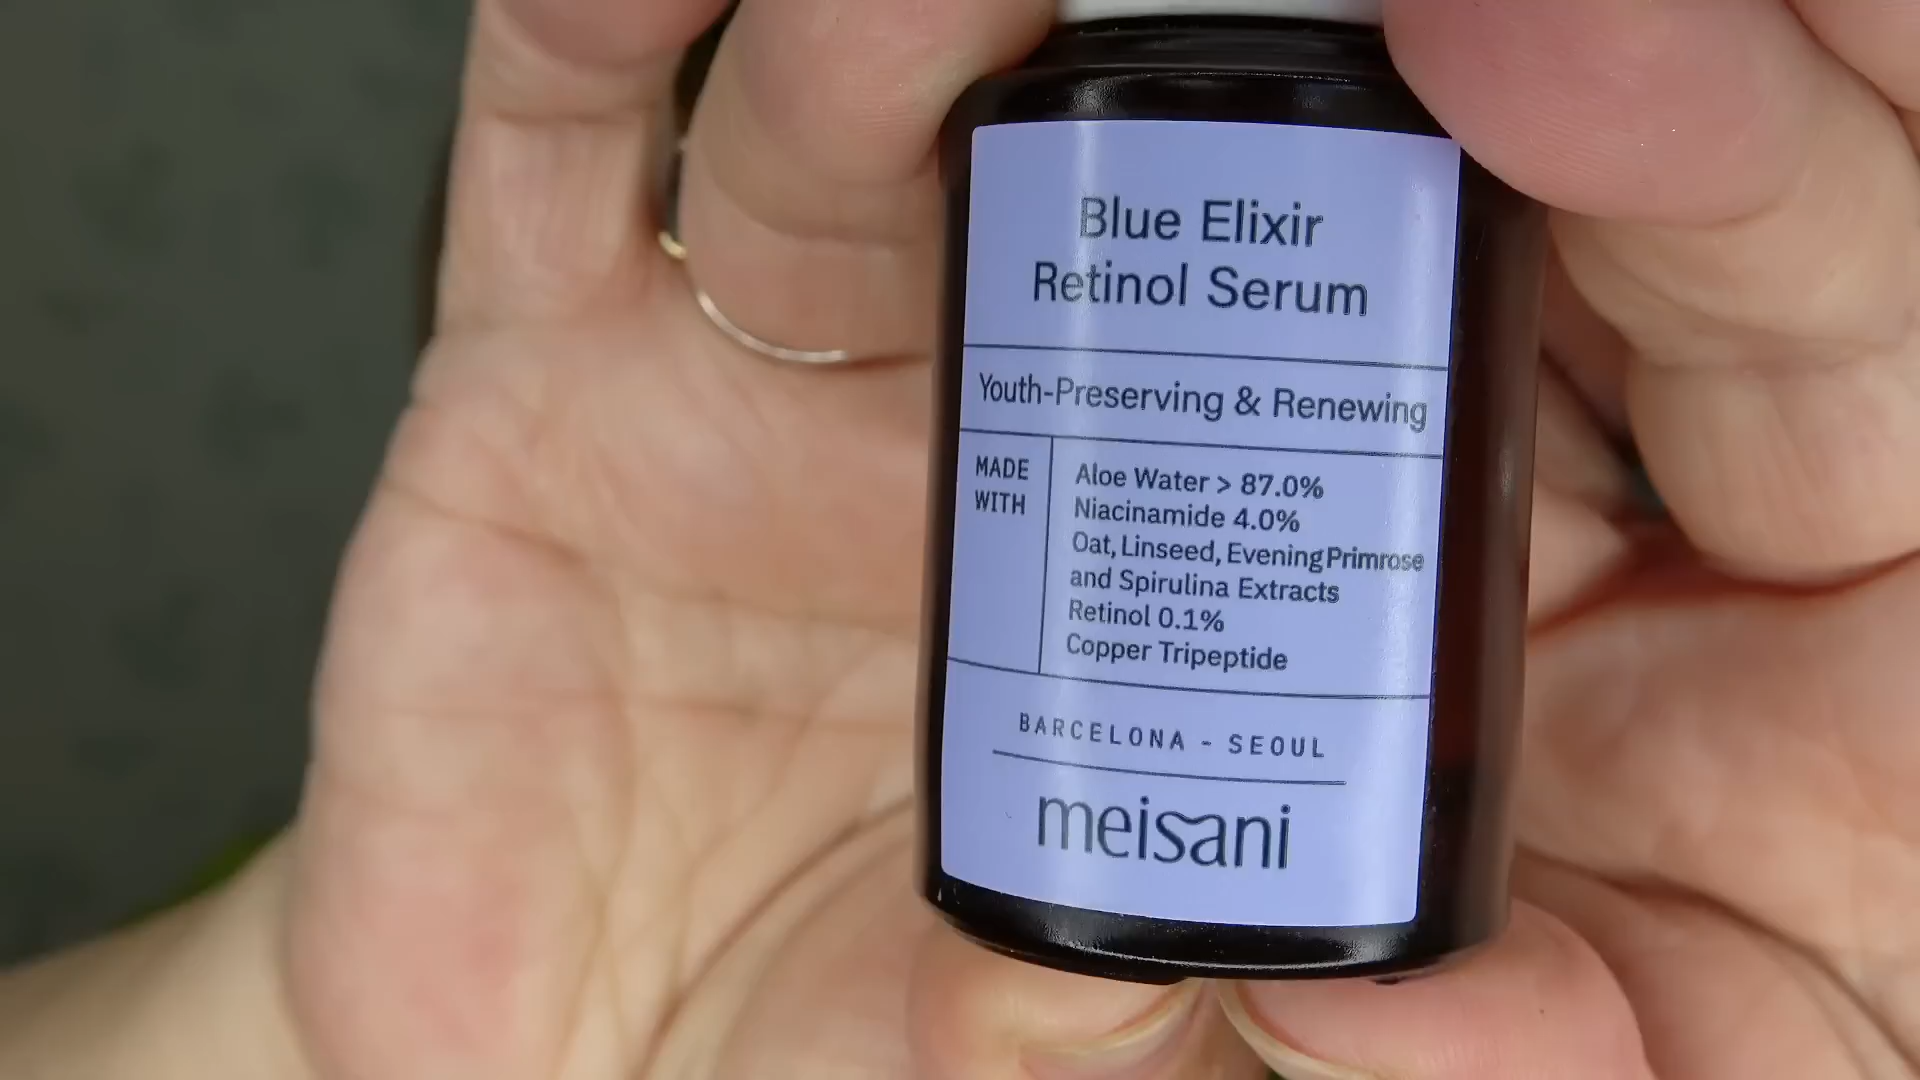 Blue Elixir
Retinol Serum
Youth-Preserving & Renewing
MADE
WITH
Aloe Water > 87.0%
Niacinamide 4.0%
Oat, Linseed, Evening Primrose
and Spirulina Extracts
Retinol 0.1%
Copper Tripeptide
BARCELONA - SEOUL
meisani